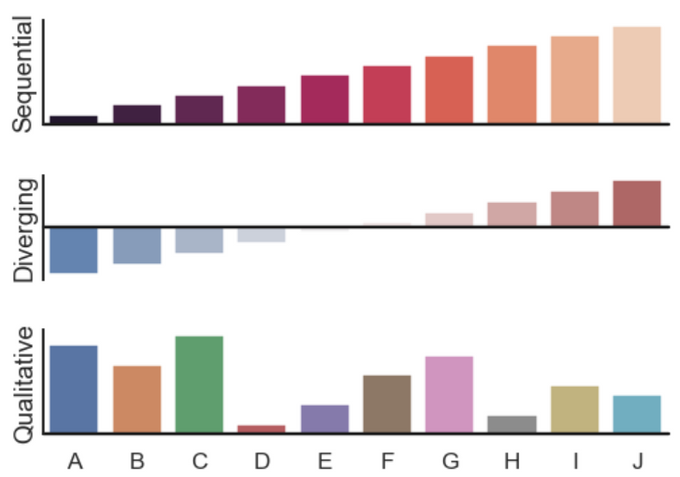 Sequential
Diverging
Qualitative
A B C D E F G H I J